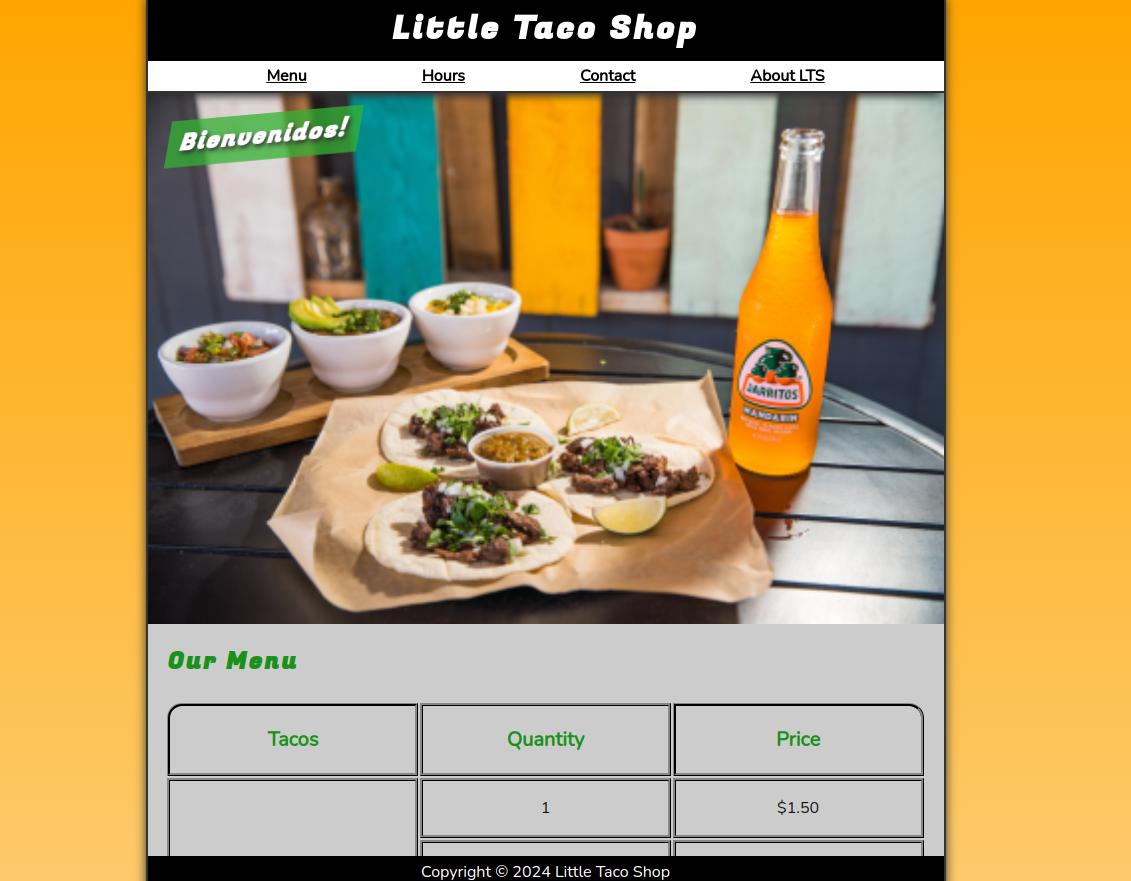 Little Taco Shop
Menu Hours Contact About LTS
Bienvenidos!
JARRITOS
MANDARIN
Our Menu
Tacos Quantity Price
1 $1.50
Copyright © 2024 Little Taco Shop